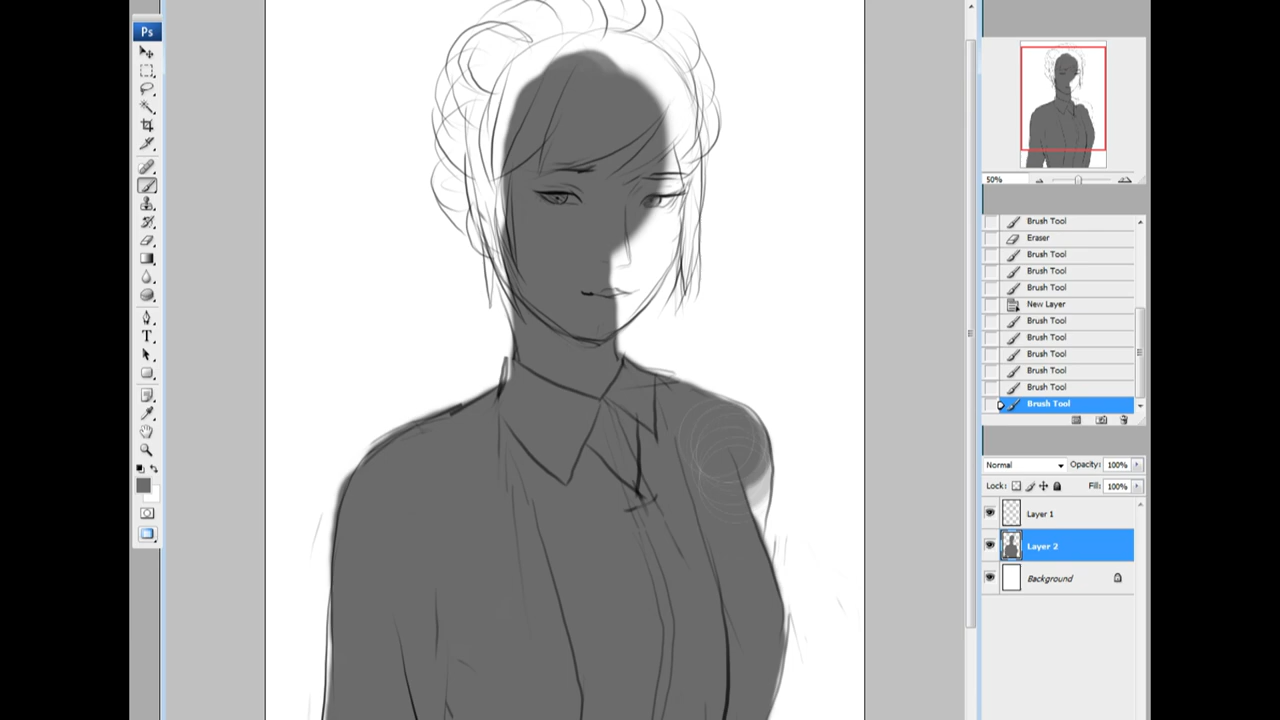 Ps
T
50%
Brush Tool
Eraser
Brush Tool
Brush Tool
Brush Tool
New Layer
Brush Tool
Brush Tool
Brush Tool
Brush Tool
Brush Tool
Brush Tool
Normal Opacity: 100%
Lock: Fill: 100%
Layer 1
Layer 2
Background